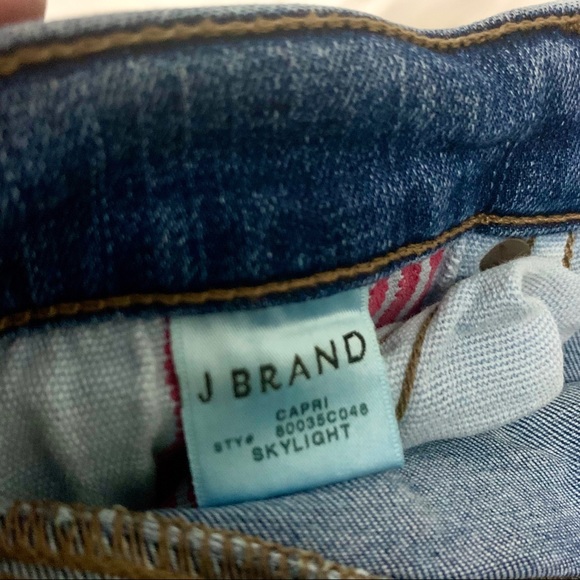 J BRAND
CAPRI
STY# 80035C048
SKYLIGHT